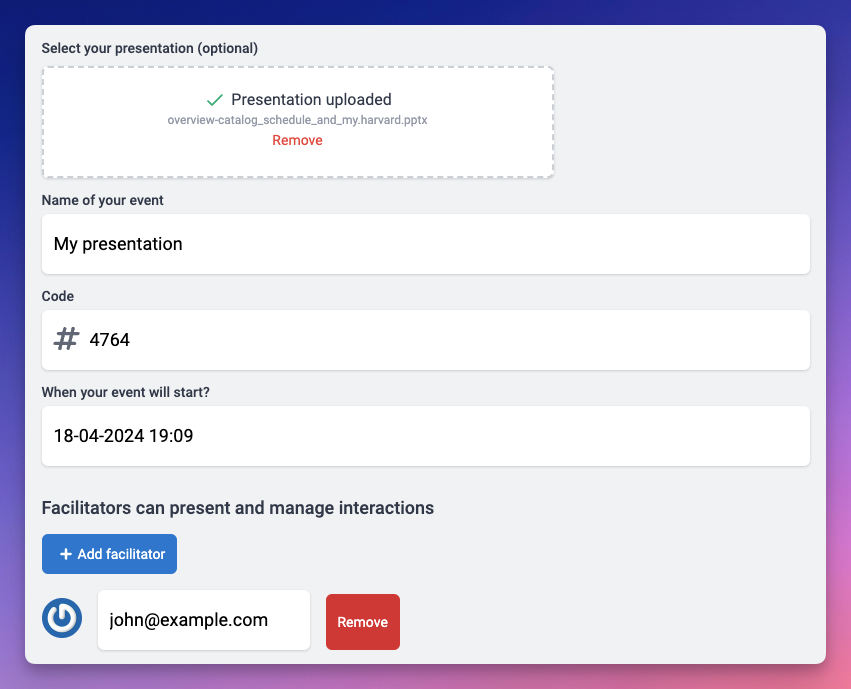 Select your presentation (optional)
Presentation uploaded
overview-catalog_schedule_and_my.harvard.pptx
Remove
Name of your event
My presentation
Code
# 4764
When your event will start?
18-04-2024 19:09
Facilitators can present and manage interactions
+ Add facilitator
john@example.com
Remove